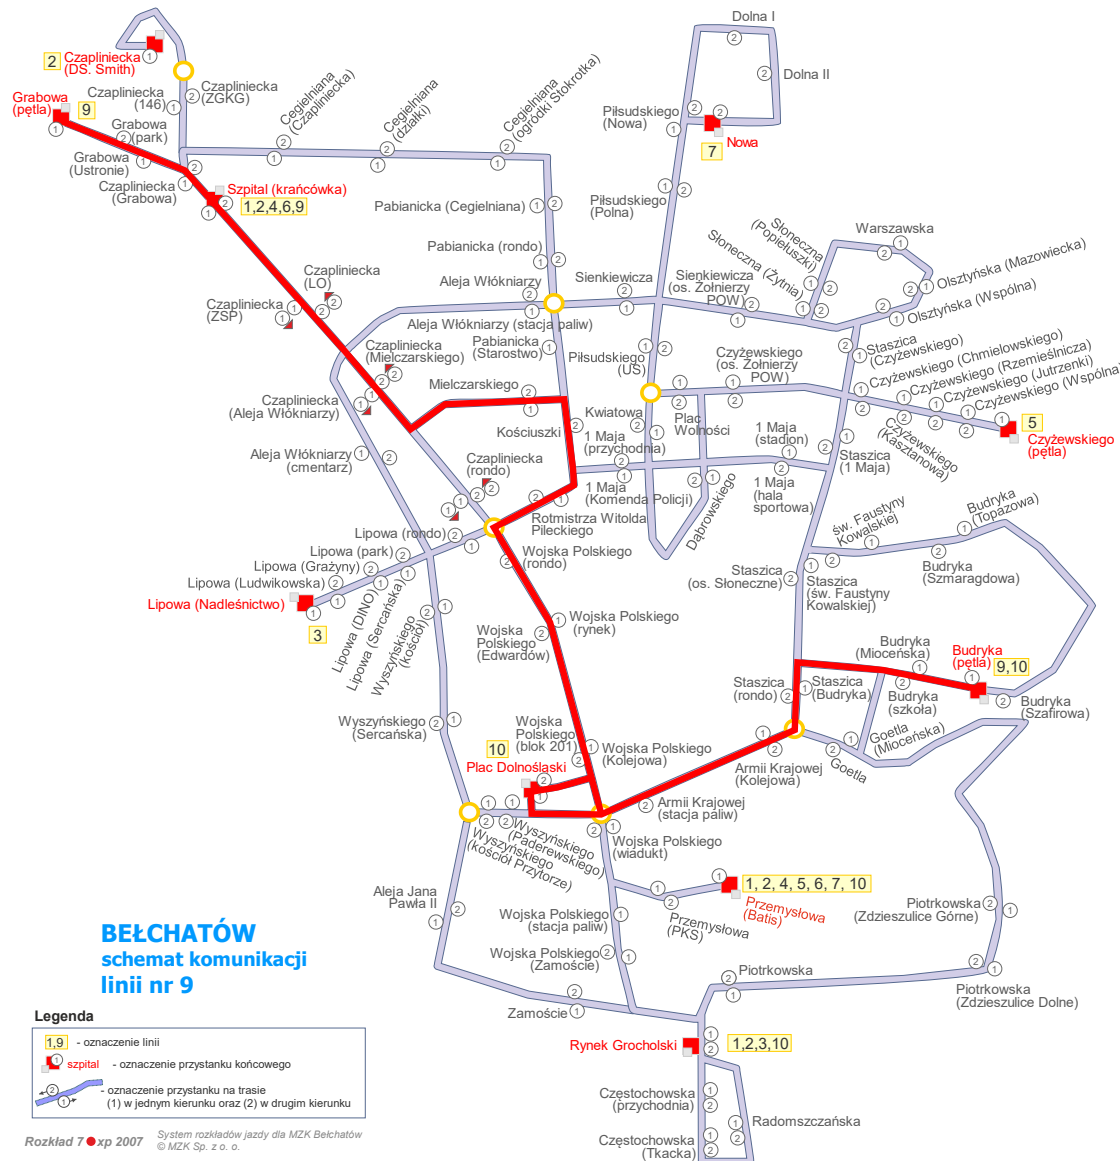 Dolna I
Dolna II
2
Czapliniecka
(DS. Smith)
Grabowa
(pętla)
9
Czapliniecka
(146)
Czapliniecka
(ZGKG)
Grabowa
(park)
Grabowa
(Ustronie)
Czapliniecka
(Grabowa)
Cegielniana
(Czapliniecka)
Cegielniana
(działki)
Cegielniana
(ogródki Stokrotka)
Piłsudskiego
(Nowa)
Nowa
7
Szpital (krańcówka)
1,2,4,6,9
Pabianicka (Cegielniana)
Piłsudskiego
(Polna)
Pabianicka (rondo)
Słoneczna
(Popiełuszki)
Słoneczna (Żytnia)
Warszawska
Olsztyńska (Mazowiecka)
Olsztyńska (Wspólna)
Czapliniecka
(LO)
Czapliniecka
(ZSP)
Aleja Włókniarzy
Sienkiewicza
Sienkiewicza
(os. Żołnierzy
POW)
Aleja Włókniarzy (stacja paliw)
Pabianicka
(Starostwo)
Piłsudskiego
(US)
Staszica
(Czyżewskiego)
Czapliniecka
(Mielczarskiego)
Mielczarskiego
Czyżewskiego
(os. Żołnierzy
POW)
Czyżewskiego (Chmielowskiego)
Czyżewskiego (Rzemieślnicza)
Czyżewskiego (Jutrzenki)
Czyżewskiego (Wspólna)
5
Czyżewskiego
(pętla)
Czyżewskiego
(Kasztanowa)
Czapliniecka
(Aleja Włókniarzy)
Kościuszki
Kwiatowa
Plac
Wolności
1 Maja
(przychodnia)
1 Maja
(stadion)
Staszica
(1 Maja)
Aleja Włókniarzy
(cmentarz)
Czapliniecka
(rondo)
1 Maja
(Komenda Policji)
Dąbrowskiego
1 Maja
(hala
sportowa)
Rotmistrza Witolda
Pileckiego
św. Faustyny
Kowalskiej
Budryka
(Topazowa)
Budryka
(Szmaragdowa)
Lipowa (rondo)
Lipowa (park)
Lipowa (Grażyny)
Lipowa (Ludwikowska)
Lipowa (Nadleśnictwo)
3
Lipowa (DINO)
Lipowa (Sercańska)
Wyszyńskiego
(kościół)
Wojska Polskiego
(rondo)
Staszica
(os. Słoneczne)
Staszica
(św. Faustyny
Kowalskiej)
Wojska Polskiego
(rynek)
Wojska
Polskiego
(Edwardów)
Budryka
(Mioceńska)
Budryka
(pętla)
9,10
Budryka
(szkoła)
Budryka
(Szafirowa)
Staszica
(rondo)
Staszica
(Budryka)
Wyszyńskiego
(Sercańska)
Wojska
Polskiego
(blok 201)
10
Plac Dolnośląski
Wojska Polskiego
(Kolejowa)
Goetla
(Mioceńska)
Goetla
Armii Krajowej
(Kolejowa)
Armii Krajowej
(stacja paliw)
Wyszyńskiego
(Paderewskiego)
Wyszyńskiego
(kościół Przytorze)
Wojska Polskiego
(wiadukt)
Aleja Jana
Pawła II
1, 2, 4, 5, 6, 7, 10
Przemysłowa
(Batis)
Przemysłowa
(PKS)
Wojska Polskiego
(stacja paliw)
Wojska Polskiego
(Zamoście)
Piotrkowska
(Zdzieszulice Górne)
Piotrkowska
Piotrkowska
(Zdzieszulice Dolne)
Zamoście
Rynek Grocholski
1,2,3,10
Częstochowska
(przychodnia)
Radomszczańska
Częstochowska
(Tkacka)
BEŁCHATÓW
schemat komunikacji
linii nr 9
Legenda
1,9 - oznaczenie linii
1 szpital - oznaczenie przystanku końcowego
2 1 - oznaczenie przystanku na trasie
(1) w jednym kierunku oraz (2) w drugim kierunku
Rozkład 7 xp 2007
System rozkładów jazdy dla MZK Bełchatów
© MZK Sp. z o. o.